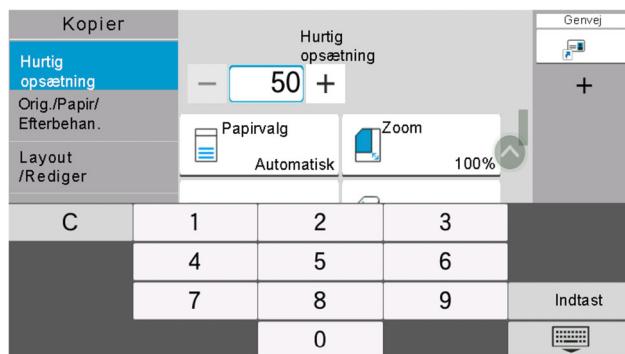 Kopier
Genvej
Hurtig
opsætning
Hurtig
opsætning
− 50 +
+
Orig./Papir/
Efterbehan.
Papirvalg
Automatisk
Zoom
100%
Layout
/Rediger
C
1 2 3
4 5 6
7 8 9
Indtast
0